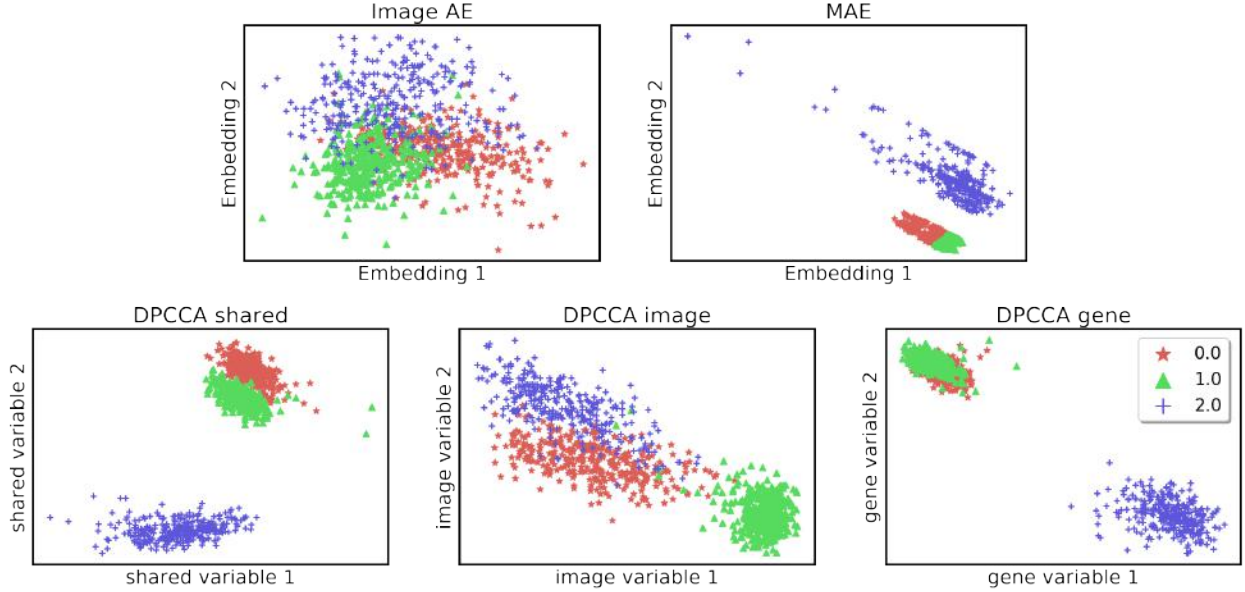 Image AE
Embedding 2
Embedding 1
MAE
Embedding 2
Embedding 1
DPCCA shared
shared variable 2
shared variable 1
DPCCA image
image variable 2
image variable 1
DPCCA gene
gene variable 2
0.0
1.0
2.0
gene variable 1